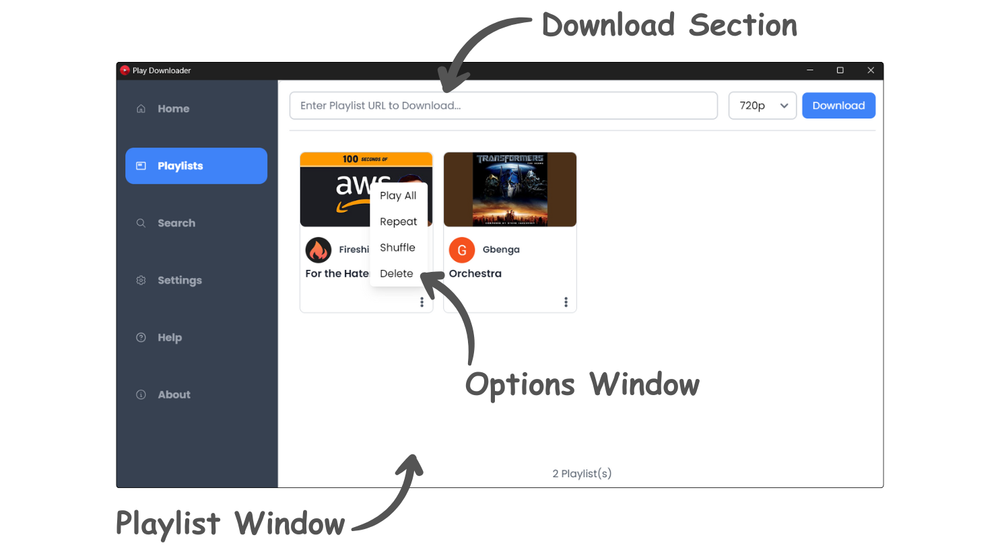 Download Section
Play Downloader
Home
Playlists
Search
Settings
Help
About
Enter Playlist URL to Download...
720p
Download
100 SECONDS OF
aws
Play All
Repeat
Shuffle
Delete
Fireshi
For the Hate
TRANSFORMERS
THE SCORE
G
Gbenga
Orchestra
Options Window
2 Playlist(s)
Playlist Window